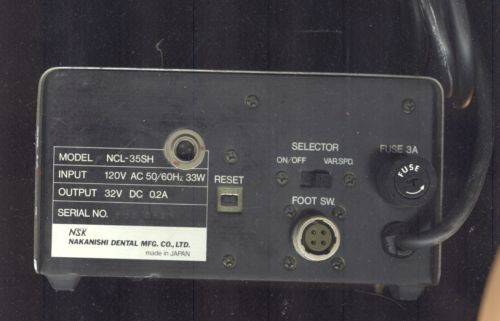 MODEL NCL-35SH
INPUT 120V AC 50/60Hz 33W
OUTPUT 32V DC 0.2A
SERIAL NO.
NSK
NAKANISHI DENTAL MFG. CO., LTD.
made in JAPAN
RESET
SELECTOR
ON/OFF VAR.SPD.
FOOT SW.
FUSE 3A
FUSE